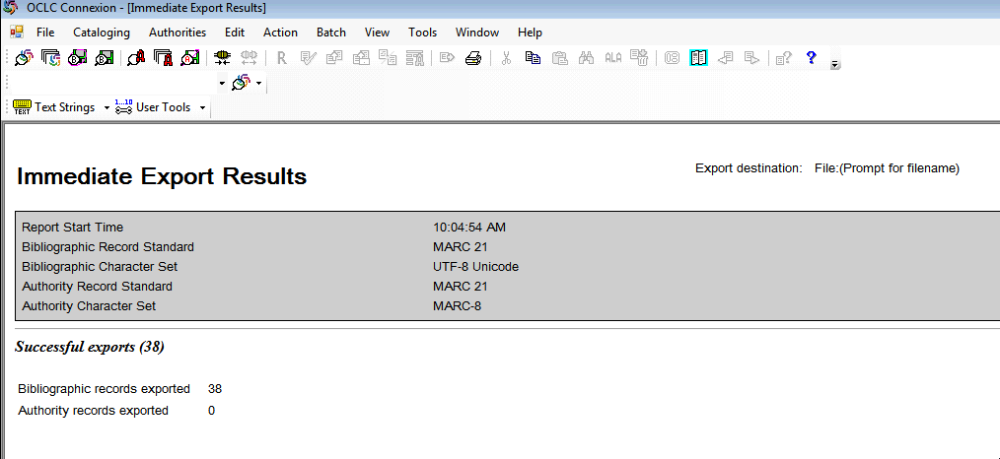 OCLC Connexion - [Immediate Export Results]
File Cataloging Authorities Edit Action Batch View Tools Window Help
R ALA ?
TEXT Text Strings 1...10 User Tools
Immediate Export Results
Export destination: File:(Prompt for filename)
Report Start Time 10:04:54 AM
Bibliographic Record Standard MARC 21
Bibliographic Character Set UTF-8 Unicode
Authority Record Standard MARC 21
Authority Character Set MARC-8
Successful exports (38)
Bibliographic records exported 38
Authority records exported 0